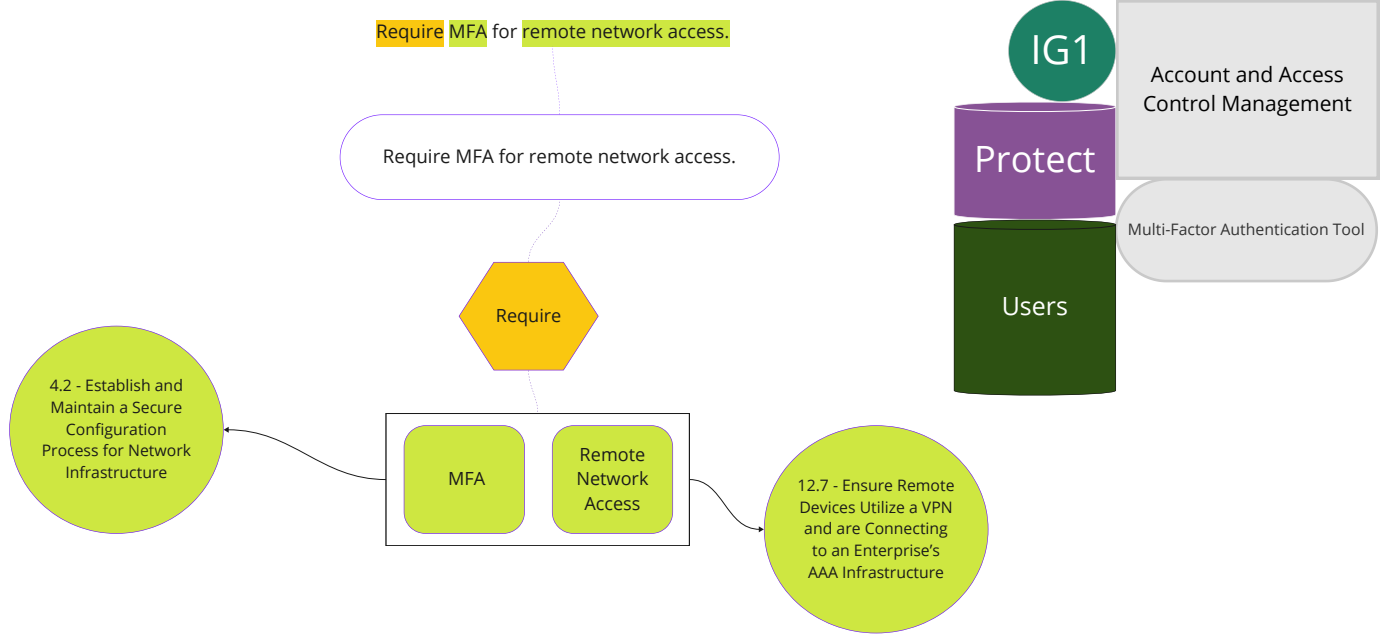 Require MFA for remote network access.
Require MFA for remote network access.
Require
MFA
Remote
Network
Access
4.2 - Establish and
Maintain a Secure
Configuration
Process for Network
Infrastructure
12.7 - Ensure Remote
Devices Utilize a VPN
and are Connecting
to an Enterprise’s
AAA Infrastructure
IG1
Account and Access
Control Management
Protect
Multi-Factor Authentication Tool
Users